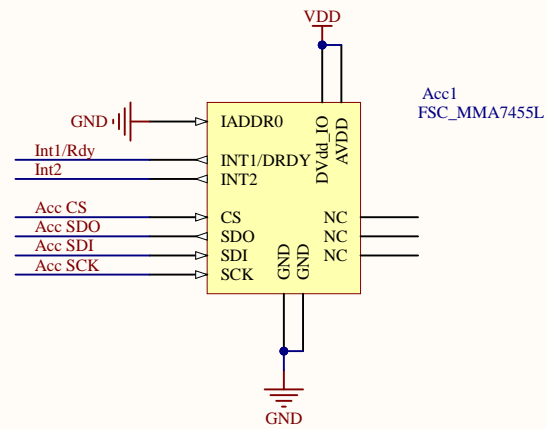 VDD
Acc1
FSC_MMA7455L
GND
IADDR0
DVdd_IO
AVDD
Int1/Rdy
INT1/DRDY
Int2
INT2
Acc CS
CS
NC
Acc SDO
SDO
NC
Acc SDI
SDI
GND
GND
NC
Acc SCK
SCK
GND